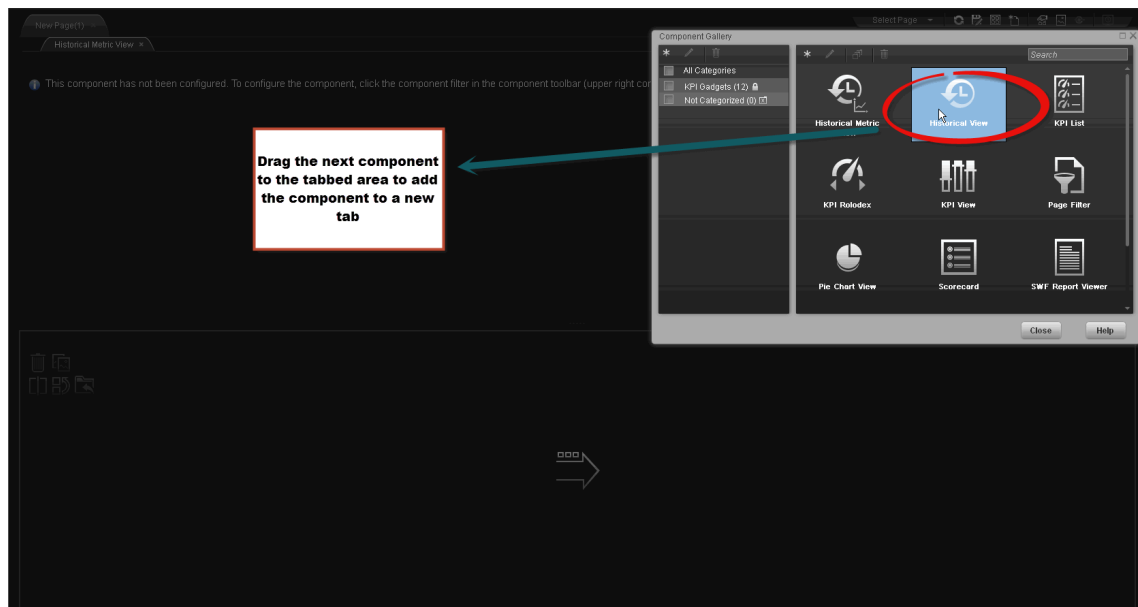 New Page(1)
Select Page
Historical Metric View ×
This component has not been configured. To configure the component, click the component filter in the component toolbar (upper right cor
Drag the next component
to the tabbed area to add
the component to a new
tab
Component Gallery
Search
All Categories
KPI Gadgets (12)
Not Categorized (0)
Historical Metric
Historical View
KPI List
KPI Rolodex
KPI View
Page Filter
Pie Chart View
Scorecard
SWF Report Viewer
Close
Help